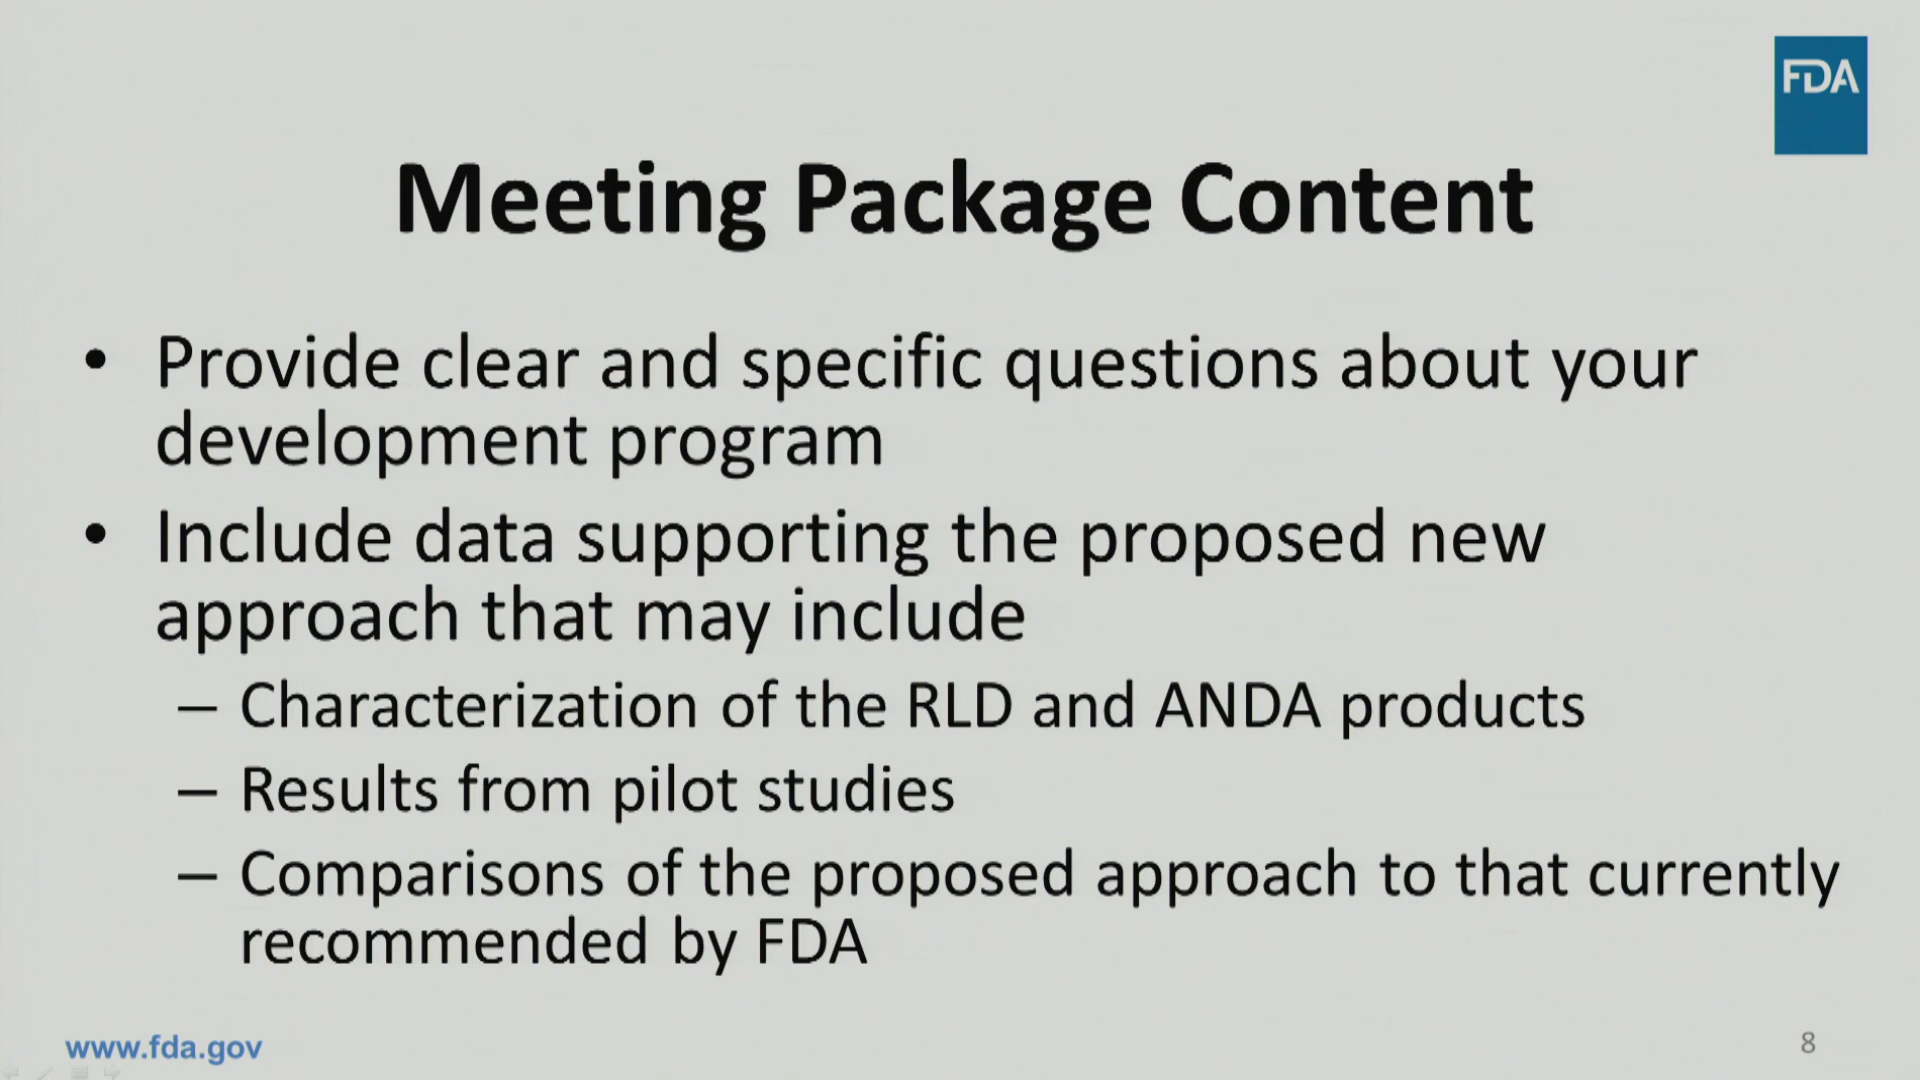 FDA
Meeting Package Content
• Provide clear and specific questions about your
development program
• Include data supporting the proposed new
approach that may include
– Characterization of the RLD and ANDA products
– Results from pilot studies
– Comparisons of the proposed approach to that currently
recommended by FDA
www.fda.gov
8